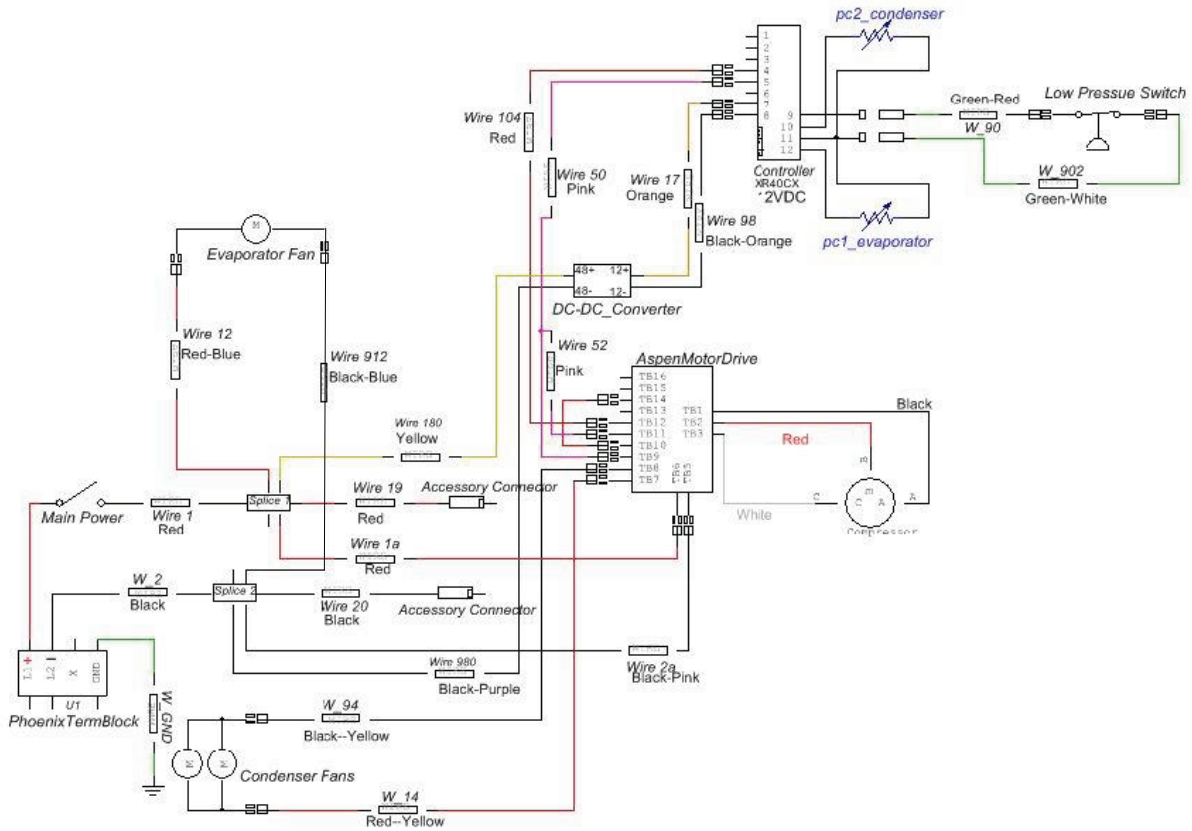 pc2_condenser
1
2
3
4
5
6
7
8
9
10
11
12
Controller
XR40CX
12VDC
Green-Red
W_90
Low Pressue Switch
W_902
Green-White
pc1_evaporator
Wire 104
Red
Wire 50
Pink
Wire 17
Orange
Wire 98
Black-Orange
M
Evaporator Fan
48+ 12+
48- 12-
DC-DC_Converter
Wire 12
Red-Blue
Wire 912
Black-Blue
Wire 52
Pink
AspenMotorDrive
TB16
TB15
TB14
TB13
TB12
TB11
TB10
TB9
TB8
TB7
TB1
TB2
TB3
TB6
TB5
Black
Red
White
B
C
A
B
C
A
Compressor
Wire 180
Yellow
Main Power
Wire 1
Red
Splice 1
Wire 19
Red
Accessory Connector
Wire 1a
Red
W_2
Black
Splice 2
Wire 20
Black
Accessory Connector
L1 +
L2 -
X
GND
U1
PhoenixTermBlock
W_GND
Wire 980
Black-Purple
Wire 2a
Black-Pink
W_94
Black--Yellow
M
M
Condenser Fans
W_14
Red--Yellow